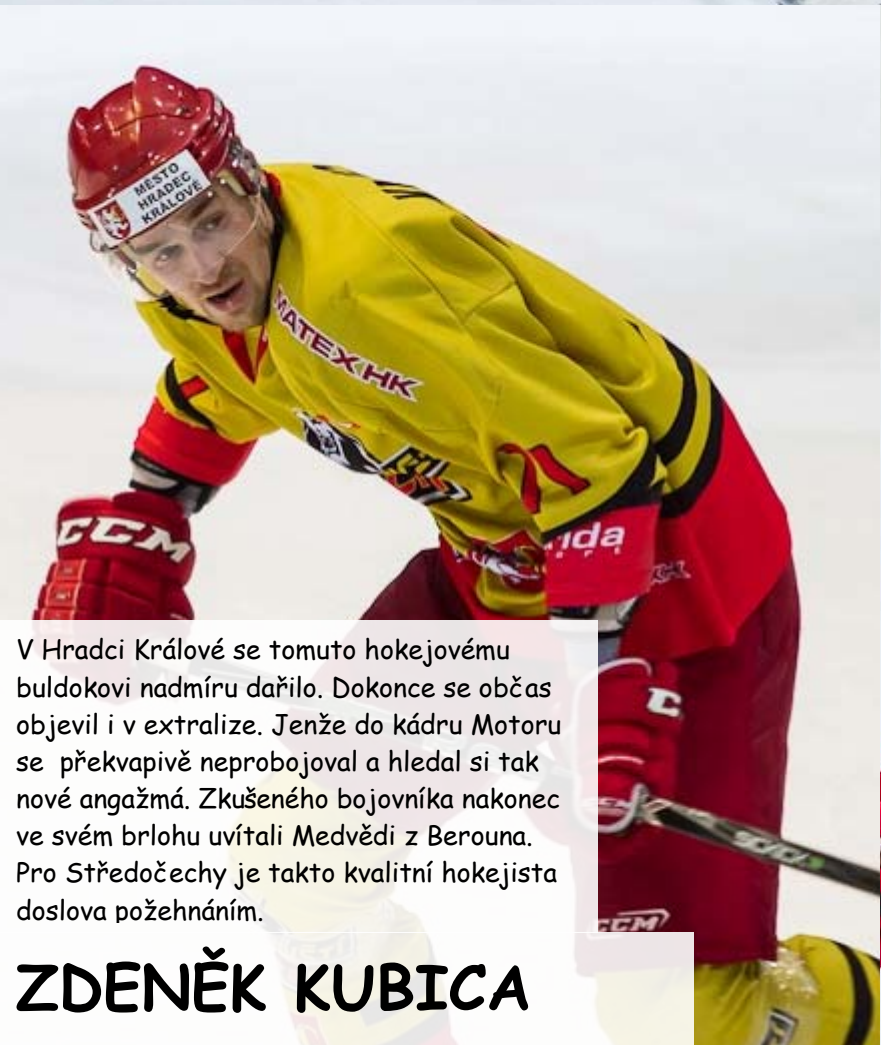 MĚSTO
HRADEC
KRÁLOVÉ
MATEX HK
CCM
V Hradci Králové se tomuto hokejovému
buldokovi nadmíru dařilo. Dokonce se občas
objevil i v extralize. Jenže do kádru Motoru
se překvapivě neprobojoval a hledal si tak
nové angažmá. Zkušeného bojovníka nakonec
ve svém brlohu uvítali Medvědi z Berouna.
Pro Středočechy je takto kvalitní hokejista
doslova požehnáním.
CCM
ZDENĚK KUBICA